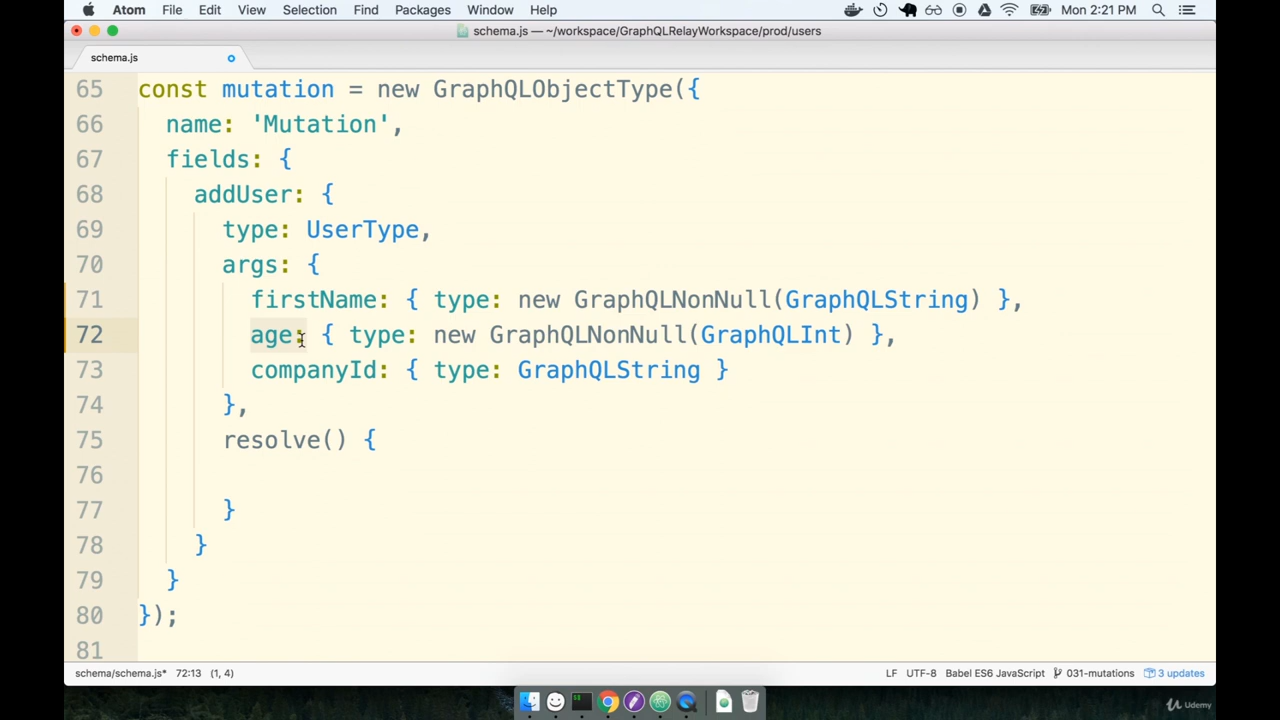 Atom File Edit View Selection Find Packages Window Help Mon 2:21 PM
schema.js — ~/workspace/GraphQLRelayWorkspace/prod/users
schema.js
65 const mutation = new GraphQLObjectType({
66 name: 'Mutation',
67 fields: {
68 addUser: {
69 type: UserType,
70 args: {
71 firstName: { type: new GraphQLNonNull(GraphQLString) },
72 age: { type: new GraphQLNonNull(GraphQLInt) },
73 companyId: { type: GraphQLString }
74 },
75 resolve() {
76
77 }
78 }
79 }
80 });
81
schema/schema.js* 72:13 (1, 4) LF UTF-8 Babel ES6 JavaScript 031-mutations 3 updates
Udemy